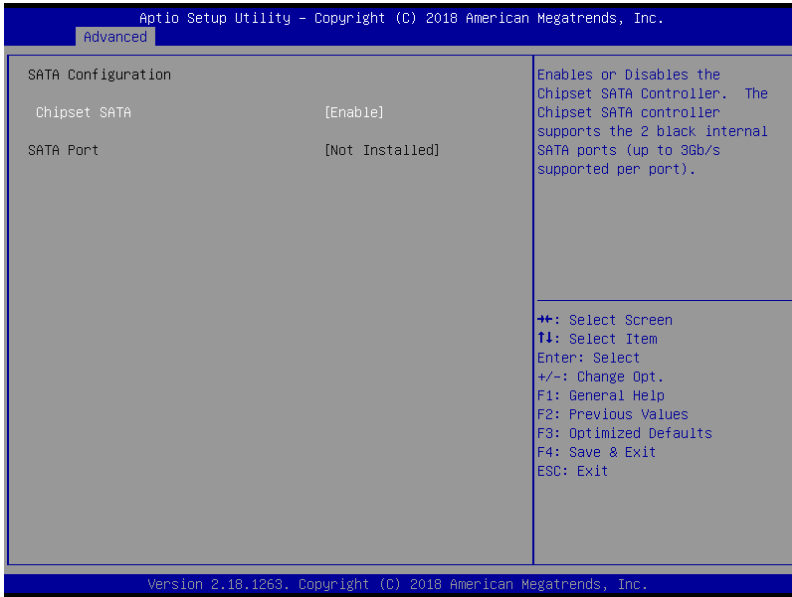 Aptio Setup Utility – Copyright (C) 2018 American Megatrends, Inc.
Advanced
SATA Configuration
Chipset SATA [Enable]
SATA Port [Not Installed]
Enables or Disables the
Chipset SATA Controller. The
Chipset SATA controller
supports the 2 black internal
SATA ports (up to 3Gb/s
supported per port).
→←: Select Screen
↑↓: Select Item
Enter: Select
+/-: Change Opt.
F1: General Help
F2: Previous Values
F3: Optimized Defaults
F4: Save & Exit
ESC: Exit
Version 2.18.1263. Copyright (C) 2018 American Megatrends, Inc.